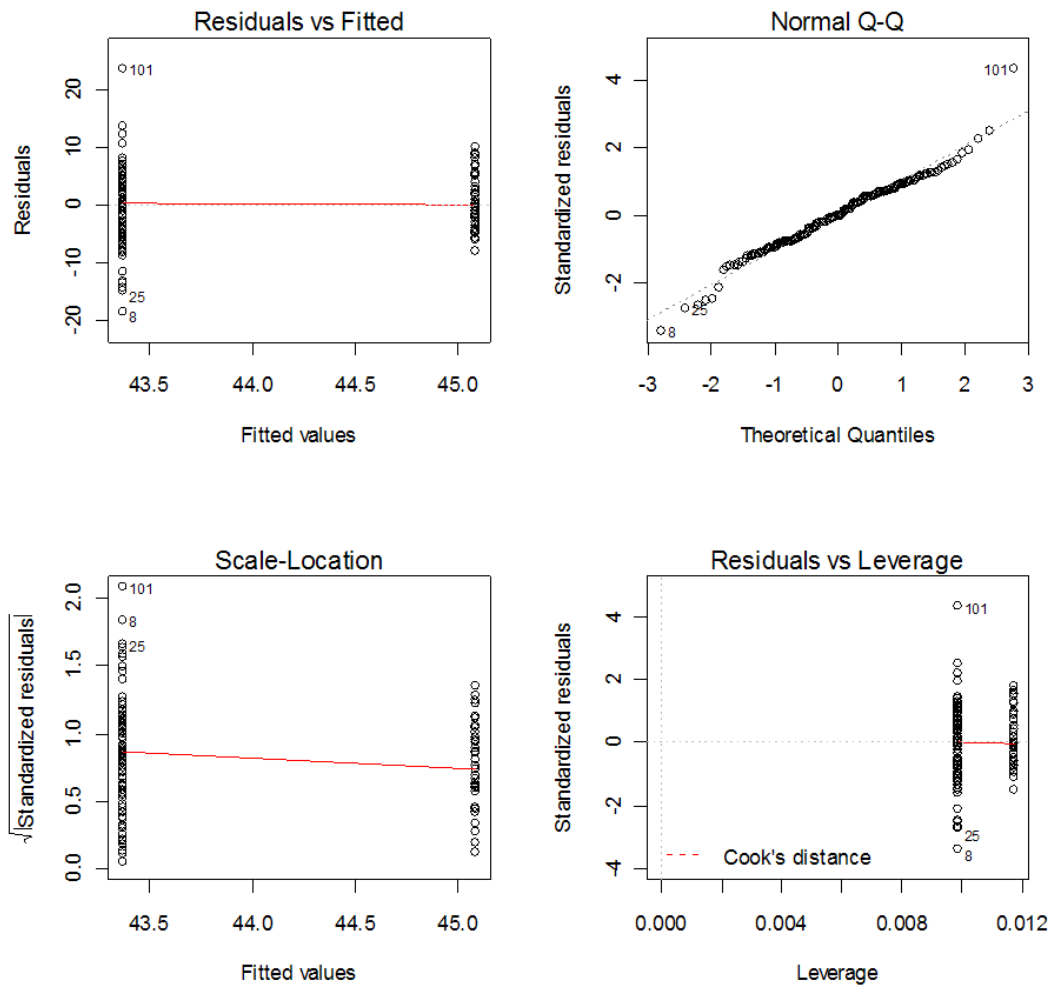 Residuals vs Fitted
Residuals
20
10
0
-10
-20
101
25
8
43.5 44.0 44.5 45.0
Fitted values
Normal Q-Q
Standardized residuals
4
2
0
-2
101
25
8
-3 -2 -1 0 1 2 3
Theoretical Quantiles
Scale-Location
√|Standardized residuals|
2.0
1.5
1.0
0.5
0.0
101
8
25
43.5 44.0 44.5 45.0
Fitted values
Residuals vs Leverage
Standardized residuals
4
2
0
-2
-4
101
25
8
Cook's distance
0.000 0.004 0.008 0.012
Leverage